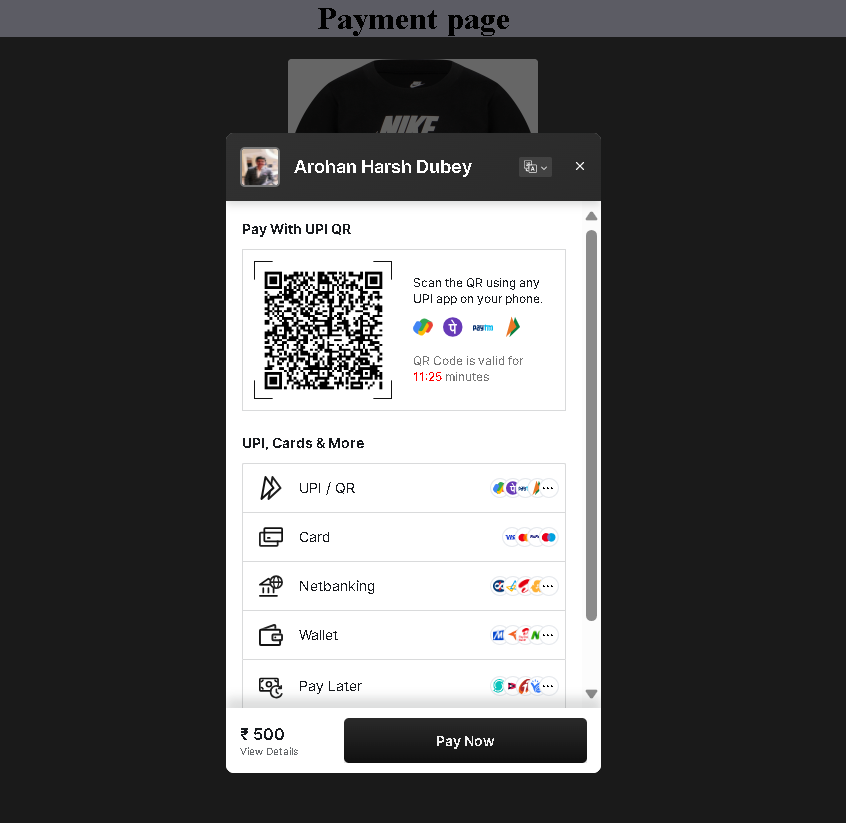 Payment page
NIKE
Arohan Harsh Dubey
Pay With UPI QR
Scan the QR using any
UPI app on your phone.
paytm
QR Code is valid for
11:25 minutes
UPI, Cards & More
UPI / QR
Card
VISA
Netbanking
Wallet
Pay Later
₹ 500
View Details
Pay Now